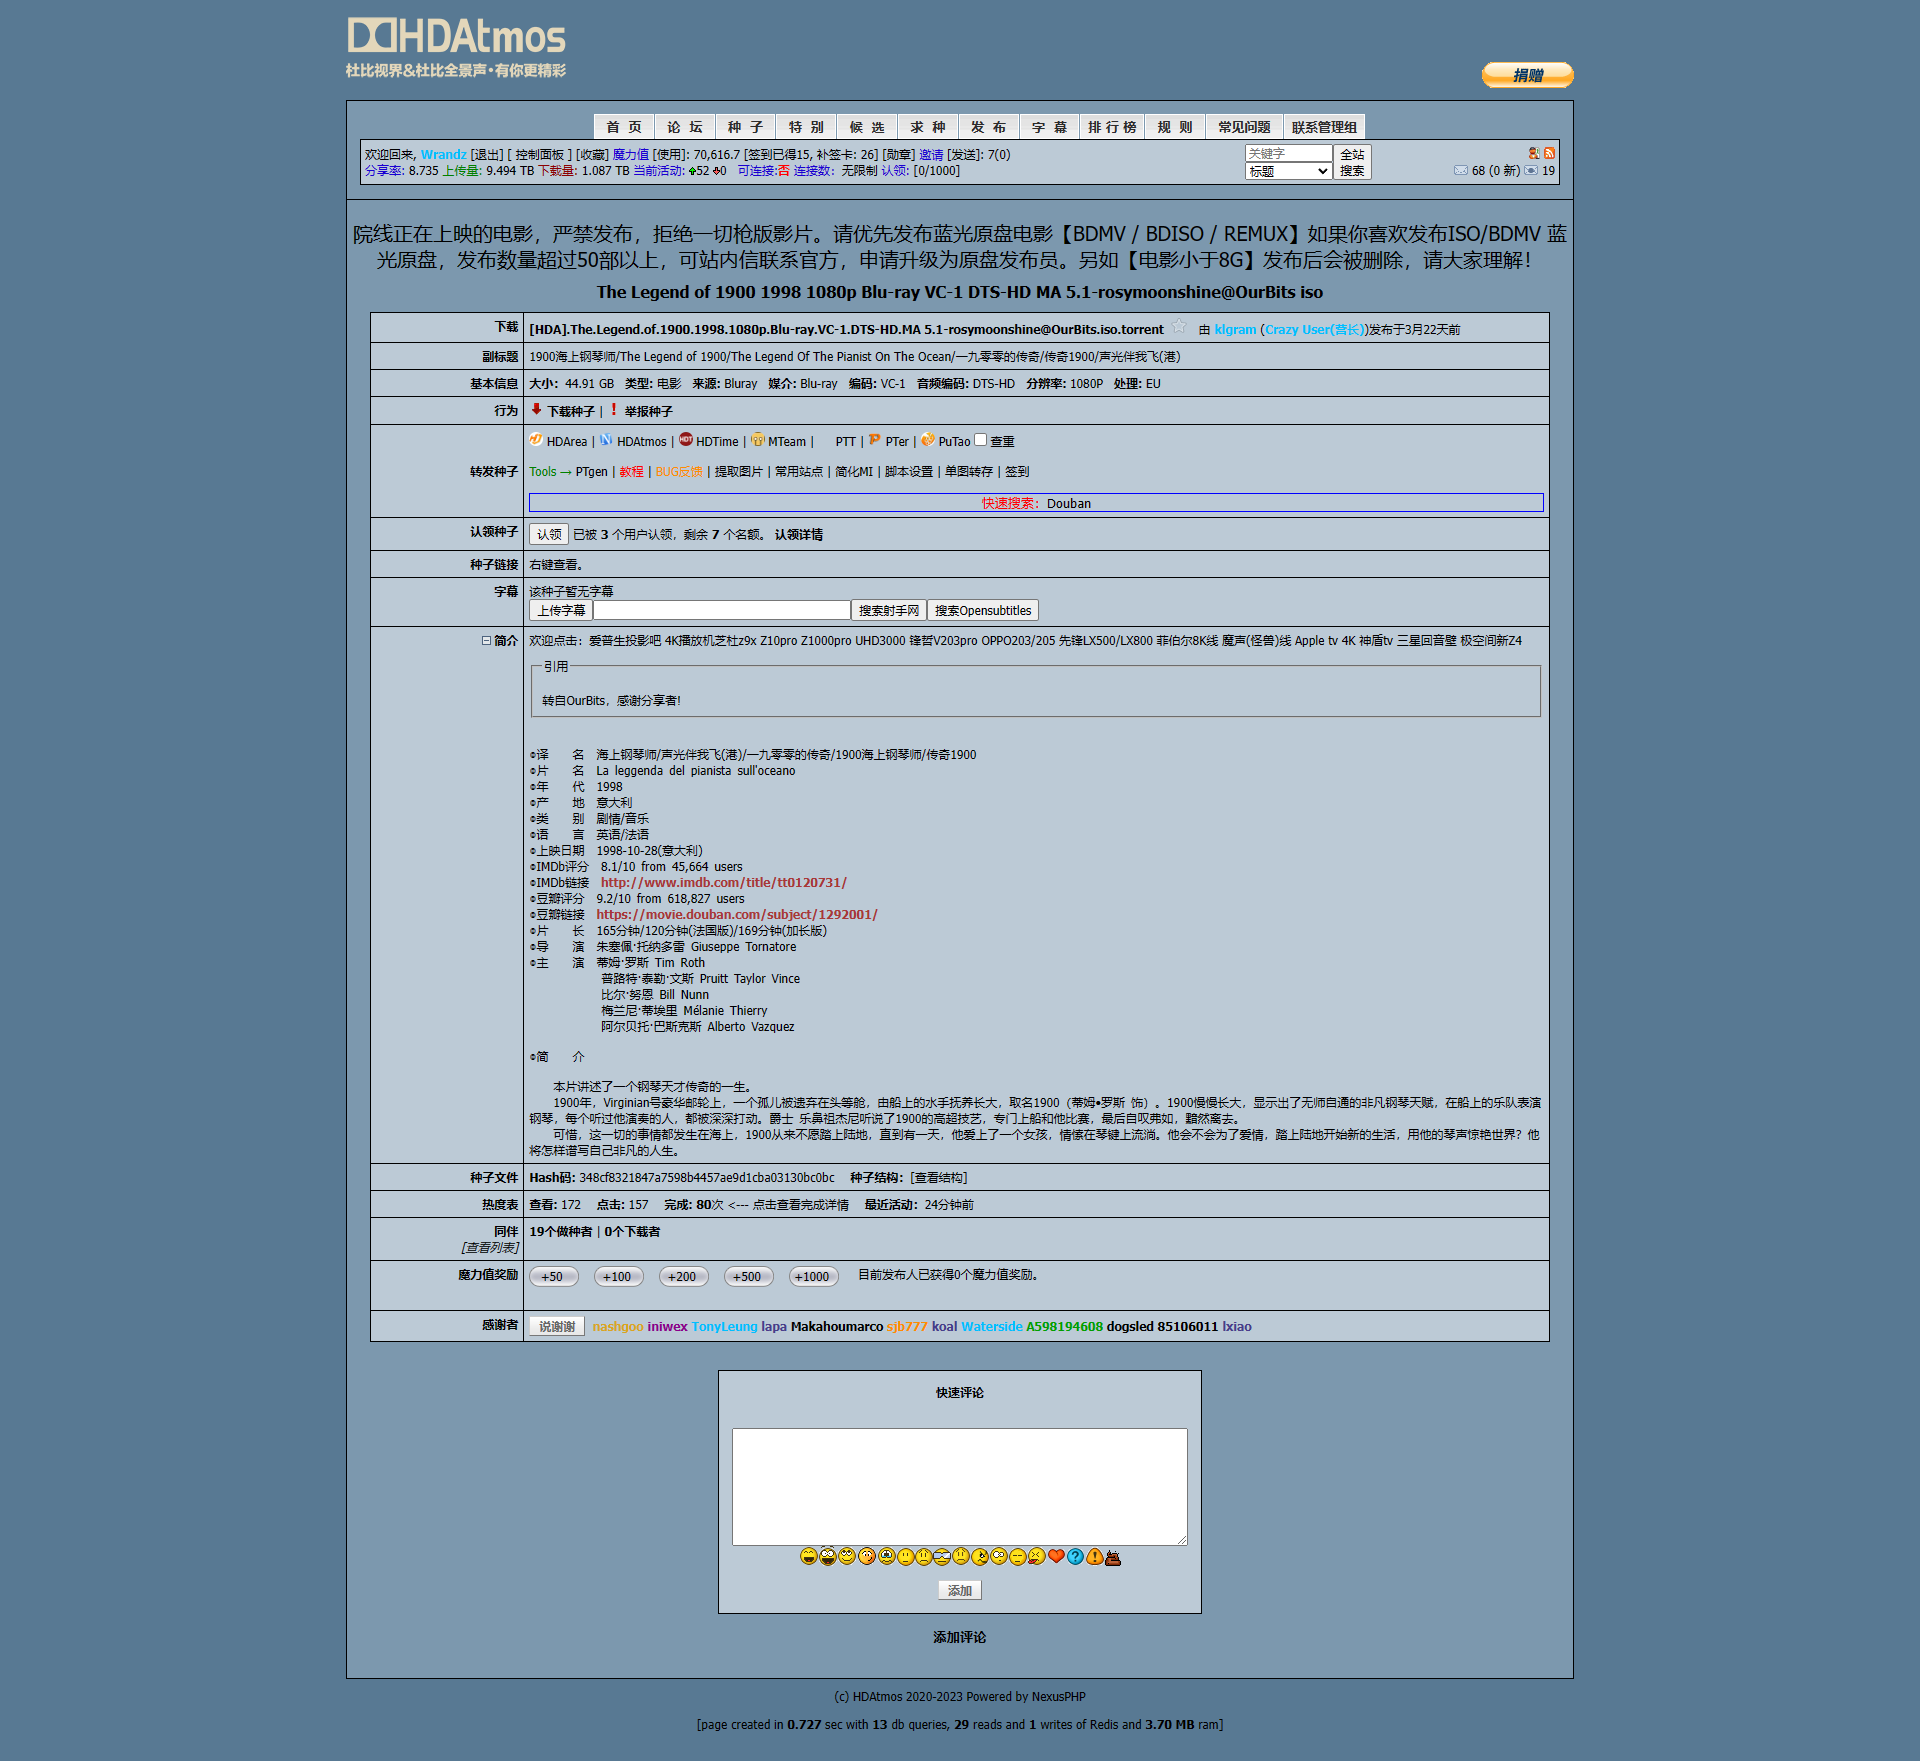 HDAtmos
杜比视界&杜比全景声·有你更精彩
捐赠
首 页 论 坛 种 子 特 别 候 选 求 种 发 布 字 幕 排 行 榜 规 则 常见问题 联系管理组
欢迎回来, Wrandz [退出] [ 控制面板 ] [收藏] 魔力值 [使用]: 70,616.7 [签到已得15, 补签卡: 26] [勋章] 邀请 [发送]: 7(0)
关键字 全站
分享率: 8.735 上传量: 9.494 TB 下载量: 1.087 TB 当前活动: 52 0 可连接:否 连接数：无限制 认领: [0/1000]
标题 搜索 68 (0 新) 19
院线正在上映的电影，严禁发布，拒绝一切枪版影片。请优先发布蓝光原盘电影【BDMV / BDISO / REMUX】如果你喜欢发布ISO/BDMV 蓝
光原盘，发布数量超过50部以上，可站内信联系官方，申请升级为原盘发布员。另如【电影小于8G】发布后会被删除，请大家理解！
The Legend of 1900 1998 1080p Blu-ray VC-1 DTS-HD MA 5.1-rosymoonshine@OurBits iso
下载 [HDA].The.Legend.of.1900.1998.1080p.Blu-ray.VC-1.DTS-HD.MA 5.1-rosymoonshine@OurBits.iso.torrent 由 klgram (Crazy User(营长))发布于3月22天前
副标题 1900海上钢琴师/The Legend of 1900/The Legend Of The Pianist On The Ocean/一九零零的传奇/传奇1900/声光伴我飞(港)
基本信息 大小：44.91 GB 类型: 电影 来源: Bluray 媒介: Blu-ray 编码: VC-1 音频编码: DTS-HD 分辨率: 1080P 处理: EU
行为 下载种子 | 举报种子
HDArea | HDAtmos | HDTime | MTeam | PTT | PTer | PuTao 查重
转发种子 Tools → PTgen | 教程 | BUG反馈 | 提取图片 | 常用站点 | 简化MI | 脚本设置 | 单图转存 | 签到
快速搜索：Douban
认领种子 认领 已被 3 个用户认领，剩余 7 个名额。 认领详情
种子链接 右键查看。
字幕 该种子暂无字幕
上传字幕 搜索射手网 搜索Opensubtitles
简介 欢迎点击：爱普生投影吧 4K播放机芝杜z9x Z10pro Z1000pro UHD3000 锋哲V203pro OPPO203/205 先锋LX500/LX800 菲伯尔8K线 魔声(怪兽)线 Apple tv 4K 神盾tv 三星回音壁 极空间新Z4
引用
转自OurBits，感谢分享者!
◎译 名 海上钢琴师/声光伴我飞(港)/一九零零的传奇/1900海上钢琴师/传奇1900
◎片 名 La leggenda del pianista sull'oceano
◎年 代 1998
◎产 地 意大利
◎类 别 剧情/音乐
◎语 言 英语/法语
◎上映日期 1998-10-28(意大利)
◎IMDb评分 8.1/10 from 45,664 users
◎IMDb链接 http://www.imdb.com/title/tt0120731/
◎豆瓣评分 9.2/10 from 618,827 users
◎豆瓣链接 https://movie.douban.com/subject/1292001/
◎片 长 165分钟/120分钟(法国版)/169分钟(加长版)
◎导 演 朱塞佩·托纳多雷 Giuseppe Tornatore
◎主 演 蒂姆·罗斯 Tim Roth
普路特·泰勒·文斯 Pruitt Taylor Vince
比尔·努恩 Bill Nunn
梅兰尼·蒂埃里 Mélanie Thierry
阿尔贝托·巴斯克斯 Alberto Vazquez
◎简 介
本片讲述了一个钢琴天才传奇的一生。
1900年，Virginian号豪华邮轮上，一个孤儿被遗弃在头等舱，由船上的水手抚养长大，取名1900（蒂姆•罗斯 饰）。1900慢慢长大，显示出了无师自通的非凡钢琴天赋，在船上的乐队表演
钢琴，每个听过他演奏的人，都被深深打动。爵士 乐鼻祖杰尼听说了1900的高超技艺，专门上船和他比赛，最后自叹弗如，黯然离去。
可惜，这一切的事情都发生在海上，1900从来不愿踏上陆地，直到有一天，他爱上了一个女孩，情愫在琴键上流淌。他会不会为了爱情，踏上陆地开始新的生活，用他的琴声惊艳世界？他
将怎样谱写自己非凡的人生。
种子文件 Hash码: 348cf8321847a7598b4457ae9d1cba03130bc0bc 种子结构：[查看结构]
热度表 查看: 172 点击: 157 完成: 80次 <--- 点击查看完成详情 最近活动：24分钟前
同伴 19个做种者 | 0个下载者
[查看列表]
魔力值奖励 +50 +100 +200 +500 +1000 目前发布人已获得0个魔力值奖励。
感谢者 说谢谢 nashgoo iniwex TonyLeung lapa Makahoumarco sjb777 koal Waterside A598194608 dogsled 85106011 lxiao
快速评论
添加
添加评论
(c) HDAtmos 2020-2023 Powered by NexusPHP
[page created in 0.727 sec with 13 db queries, 29 reads and 1 writes of Redis and 3.70 MB ram]